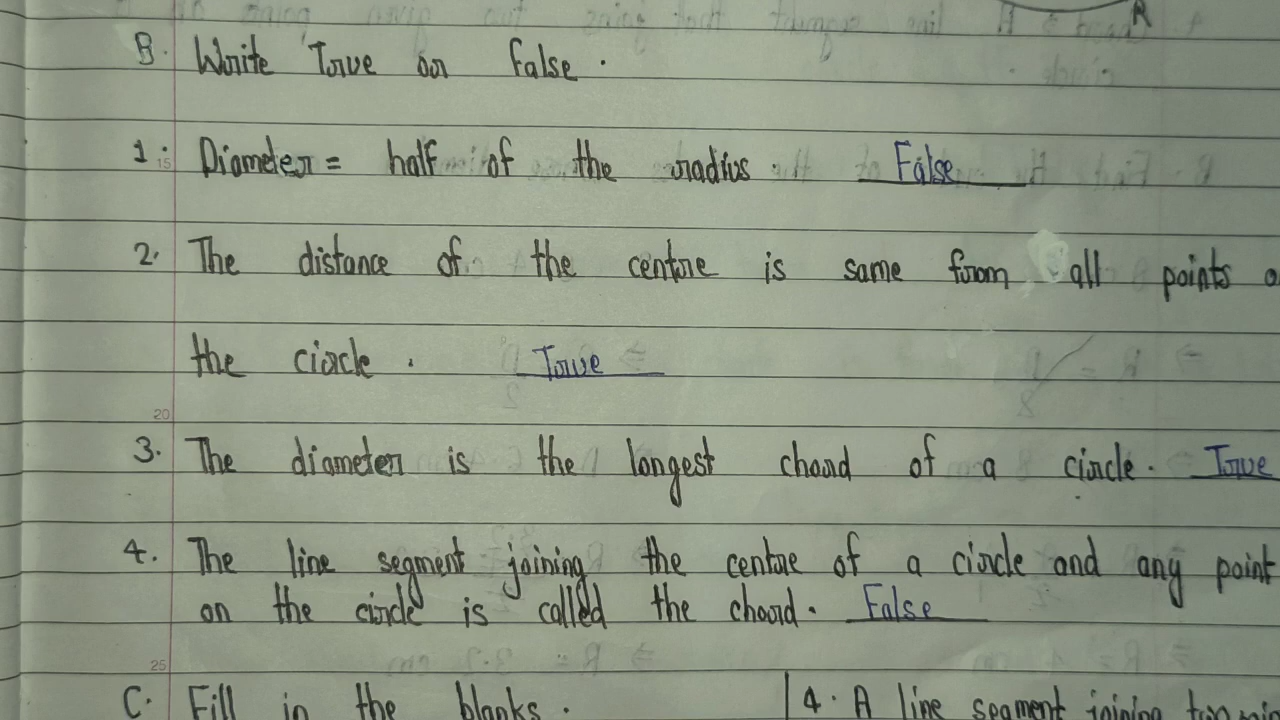 R
B. Write True or False.
1. Diameter = half of the radius. False
2. The distance of the centre is same from all points
the circle. True
3. The diameter is the longest chord of a circle. True
4. The line segment joining the centre of a circle and any point
on the circle is called the chord. False
C. Fill in the blanks.
4. A line segment joining
15
20
25